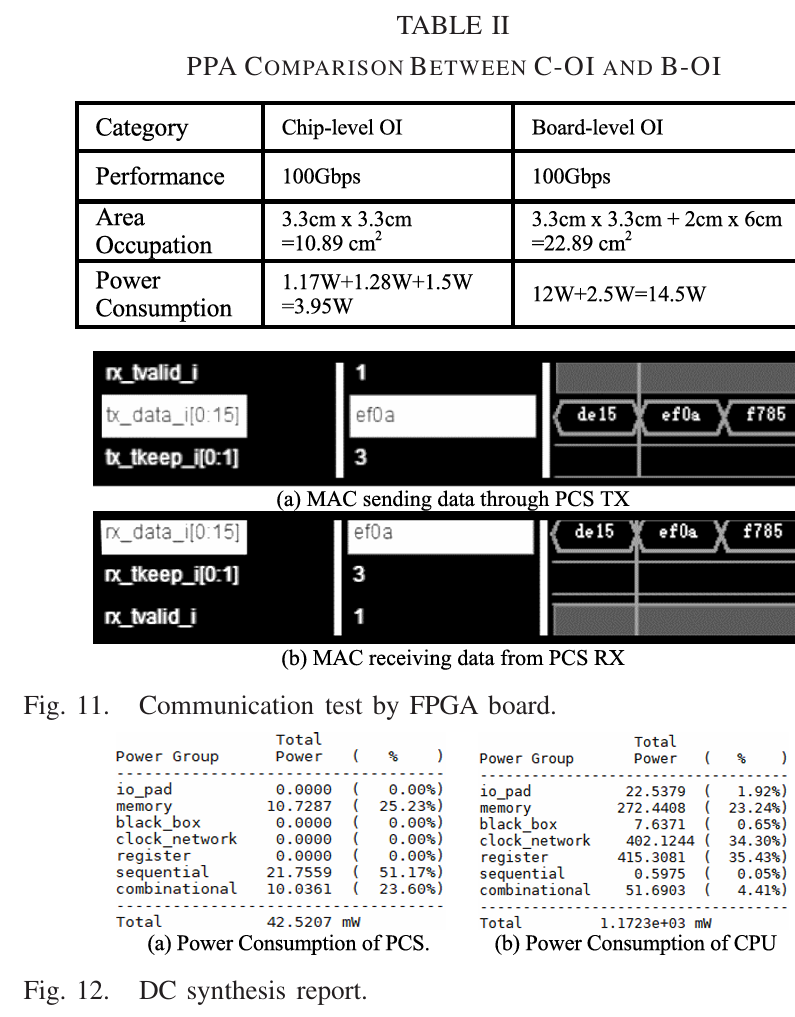 TABLE II
PPA COMPARISON BETWEEN C-OI AND B-OI
Category Chip-level OI Board-level OI
Performance 100Gbps 100Gbps
Area Occupation 3.3cm x 3.3cm =10.89 cm² 3.3cm x 3.3cm + 2cm x 6cm =22.89 cm²
Power Consumption 1.17W+1.28W+1.5W =3.95W 12W+2.5W=14.5W
rx_tvalid_i 1
tx_data_i[0:15] ef0a de15 ef0a f785
tx_tkeep_i[0:1] 3
(a) MAC sending data through PCS TX
rx_data_i[0:15] ef0a de15 ef0a f785
rx_tkeep_i[0:1] 3
rx_tvalid_i 1
(b) MAC receiving data from PCS RX
Fig. 11. Communication test by FPGA board.
Total
Power Group Power ( % )
io_pad 0.0000 ( 0.00%)
memory 10.7287 ( 25.23%)
black_box 0.0000 ( 0.00%)
clock_network 0.0000 ( 0.00%)
register 0.0000 ( 0.00%)
sequential 21.7559 ( 51.17%)
combinational 10.0361 ( 23.60%)
Total 42.5207 mW
(a) Power Consumption of PCS.
Total
Power Group Power ( % )
io_pad 22.5379 ( 1.92%)
memory 272.4408 ( 23.24%)
black_box 7.6371 ( 0.65%)
clock_network 402.1244 ( 34.30%)
register 415.3081 ( 35.43%)
sequential 0.5975 ( 0.05%)
combinational 51.6903 ( 4.41%)
Total 1.1723e+03 mW
(b) Power Consumption of CPU
Fig. 12. DC synthesis report.